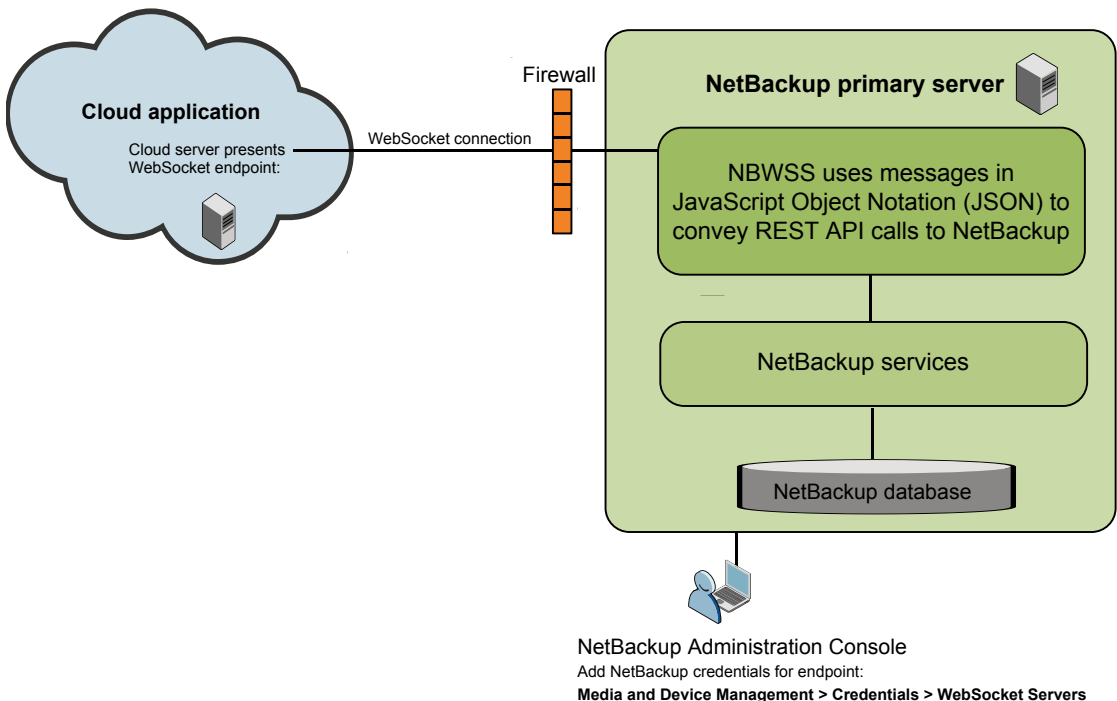 Firewall
NetBackup primary server
Cloud application
WebSocket connection
Cloud server presents
WebSocket endpoint:
NBWSS uses messages in
JavaScript Object Notation (JSON) to
convey REST API calls to NetBackup
NetBackup services
NetBackup database
NetBackup Administration Console
Add NetBackup credentials for endpoint:
Media and Device Management > Credentials > WebSocket Servers